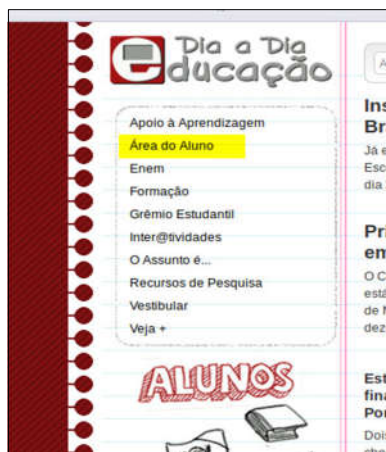 Dia a Dia
Educação
Apoio à Aprendizagem
Área do Aluno
Enem
Formação
Grêmio Estudantil
Inter@tividades
O Assunto é...
Recursos de Pesquisa
Vestibular
Veja +
ALUNOS
A
Ins
Br
Já e
Esc
dia
Pri
em
O C
está
de N
dez
Est
fina
Por
Dois